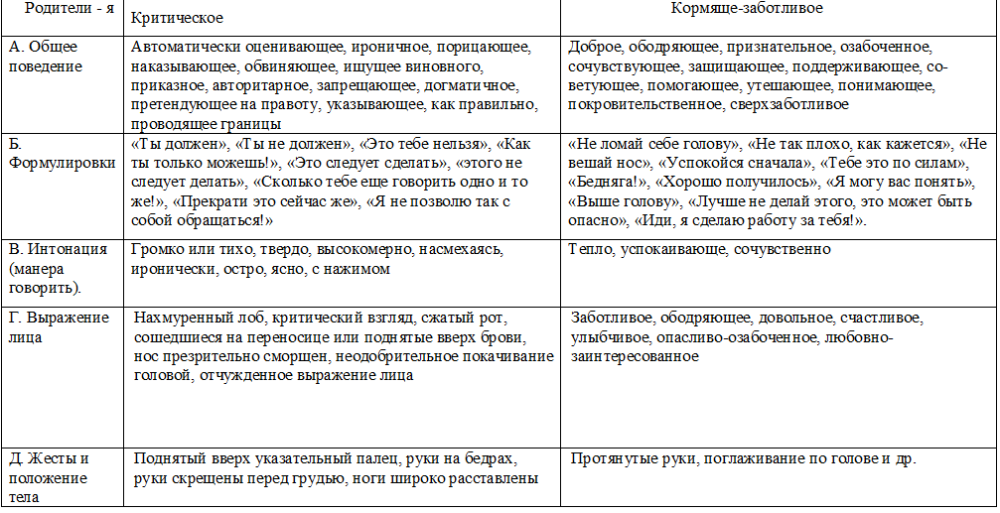 Родители - я
Критическое
Кормяще-заботливое
А. Общее
поведение
Автоматически оценивающее, ироничное, порицающее,
наказывающее, обвиняющее, ищущее виновного,
приказное, авторитарное, запрещающее, догматичное,
претендующее на правоту, указывающее, как правильно,
проводящее границы
Доброе, ободряющее, признательное, озабоченное,
сочувствующее, защищающее, поддерживающее, со-
ветующее, помогающее, утешающее, понимающее,
покровительственное, сверхзаботливое
Б.
Формулировки
«Ты должен», «Ты не должен», «Это тебе нельзя», «Как
ты только можешь!», «Это следует сделать», «этого не
следует делать», «Сколько тебе еще говорить одно и то
же!», «Прекрати это сейчас же», «Я не позволю так с
собой обращаться!»
«Не ломай себе голову», «Не так плохо, как кажется», «Не
вешай нос», «Успокойся сначала», «Тебе это по силам»,
«Бедняга!», «Хорошо получилось», «Я могу вас понять»,
«Выше голову», «Лучше не делай этого, это может быть
опасно», «Иди, я сделаю работу за тебя!».
В. Интонация
(манера
говорить).
Громко или тихо, твердо, высокомерно, насмехаясь,
иронически, остро, ясно, с нажимом
Тепло, успокаивающе, сочувственно
Г. Выражение
лица
Нахмуренный лоб, критический взгляд, сжатый рот,
сошедшиеся на переносице или поднятые вверх брови,
нос презрительно сморщен, неодобрительное покачивание
головой, отчужденное выражение лица
Заботливое, ободряющее, довольное, счастливое,
улыбчивое, опасливо-озабоченное, любовно-
заинтересованное
Д. Жесты и
положение
тела
Поднятый вверх указательный палец, руки на бедрах,
руки скрещены перед грудью, ноги широко расставлены
Протянутые руки, поглаживание по голове и др.